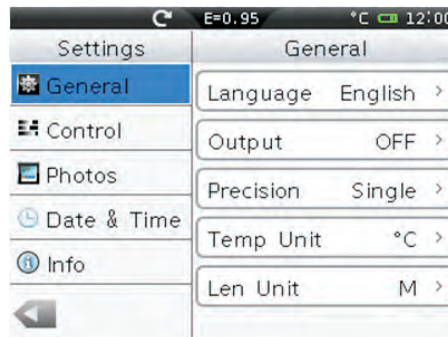 E=0.95 °C 12:00
Settings
General
General
Control
Photos
Date & Time
Info
Language English >
Output OFF >
Precision Single >
Temp Unit °C >
Len Unit M >